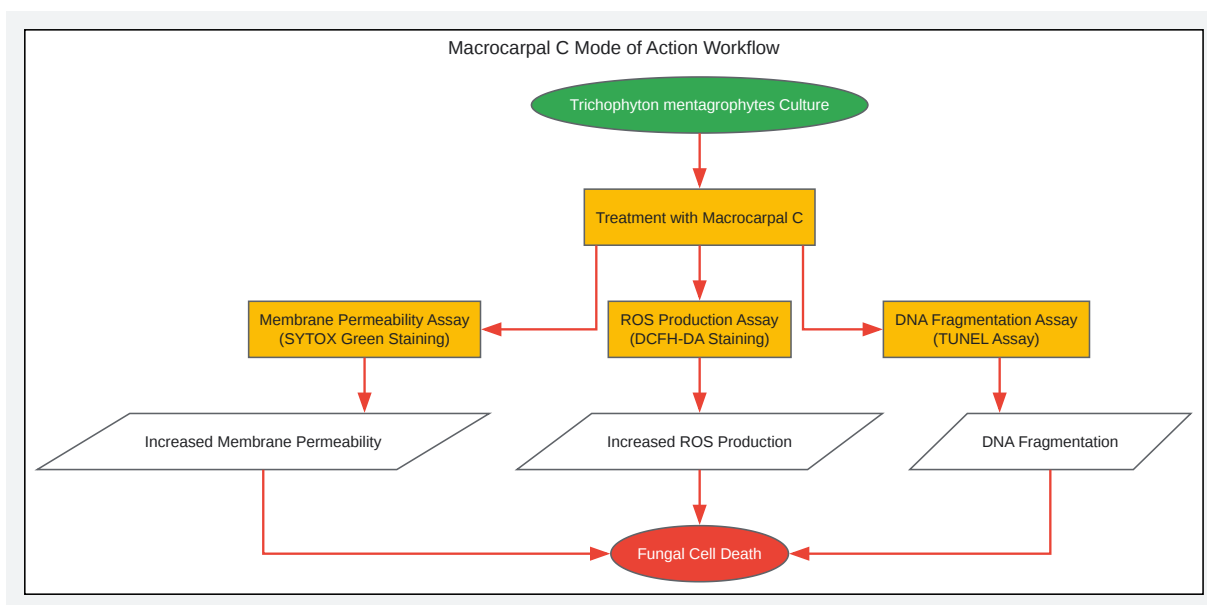 Macrocarpal C Mode of Action Workflow
Trichophyton mentagrophytes Culture
Treatment with Macrocarpal C
Membrane Permeability Assay
(SYTOX Green Staining)
ROS Production Assay
(DCFH-DA Staining)
DNA Fragmentation Assay
(TUNEL Assay)
Increased Membrane Permeability
Increased ROS Production
DNA Fragmentation
Fungal Cell Death